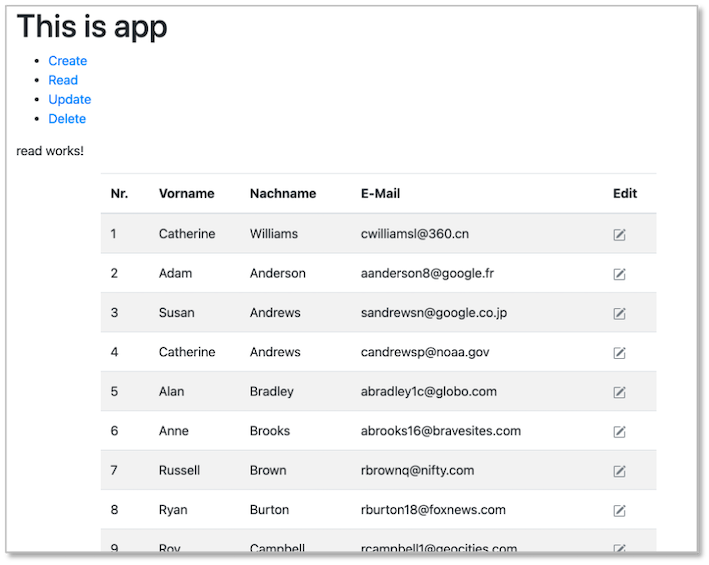 This is app
Create
Read
Update
Delete
read works!
Nr. Vorname Nachname E-Mail Edit
1 Catherine Williams cwilliamsl@360.cn
2 Adam Anderson aanderson8@google.fr
3 Susan Andrews sandrewsn@google.co.jp
4 Catherine Andrews candrewsp@noaa.gov
5 Alan Bradley abradley1c@globo.com
6 Anne Brooks abrooks16@bravesites.com
7 Russell Brown rbrownq@nifty.com
8 Ryan Burton rburton18@foxnews.com
9 Roy Campbell rcampbell1@geocities.com